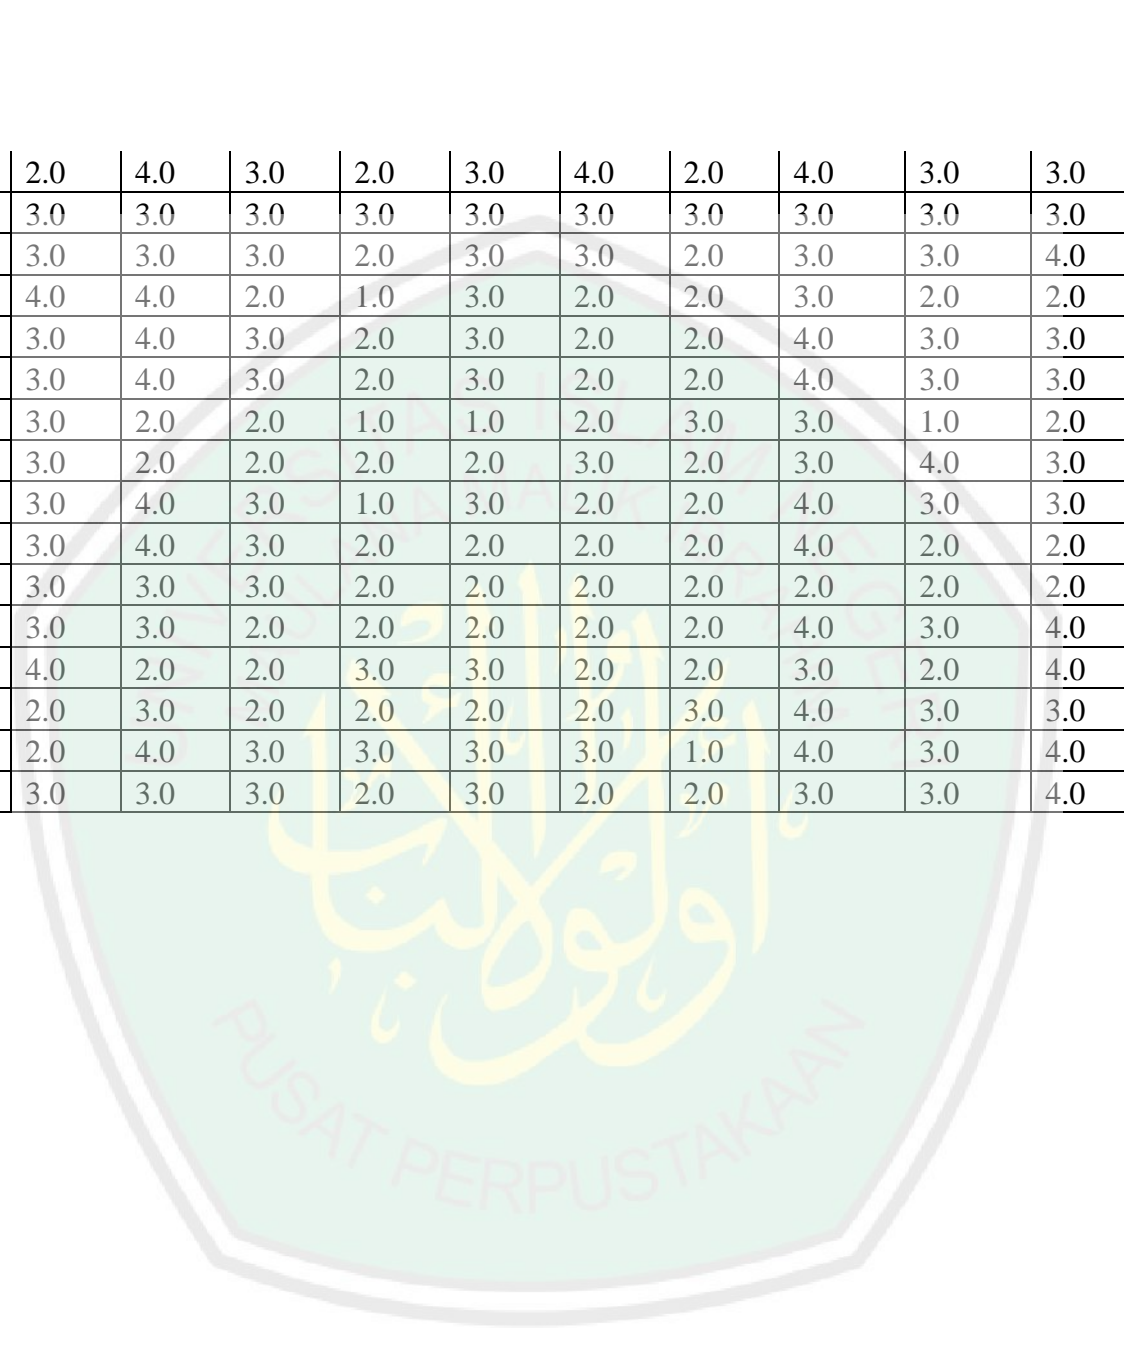 2.0 4.0 3.0 2.0 3.0 4.0 2.0 4.0 3.0 3.0
3.0 3.0 3.0 3.0 3.0 3.0 3.0 3.0 3.0 3.0
3.0 3.0 3.0 2.0 3.0 3.0 2.0 3.0 3.0 4.0
4.0 4.0 2.0 1.0 3.0 2.0 2.0 3.0 2.0 2.0
3.0 4.0 3.0 2.0 3.0 2.0 2.0 4.0 3.0 3.0
3.0 4.0 3.0 2.0 3.0 2.0 2.0 4.0 3.0 3.0
3.0 2.0 2.0 1.0 1.0 2.0 3.0 3.0 1.0 2.0
3.0 2.0 2.0 2.0 2.0 3.0 2.0 3.0 4.0 3.0
3.0 4.0 3.0 1.0 3.0 2.0 2.0 4.0 3.0 3.0
3.0 4.0 3.0 2.0 2.0 2.0 2.0 4.0 2.0 2.0
3.0 3.0 3.0 2.0 2.0 2.0 2.0 2.0 2.0 2.0
3.0 3.0 2.0 2.0 2.0 2.0 2.0 4.0 3.0 4.0
4.0 2.0 2.0 3.0 3.0 2.0 2.0 3.0 2.0 4.0
2.0 3.0 2.0 2.0 2.0 2.0 3.0 4.0 3.0 3.0
2.0 4.0 3.0 3.0 3.0 3.0 1.0 4.0 3.0 4.0
3.0 3.0 3.0 2.0 3.0 2.0 2.0 3.0 3.0 4.0
UNIVERSITAS ISLAM NEGERI
MAULANA MALIK IBRAHIM
PUSAT PERPUSTAKAAN